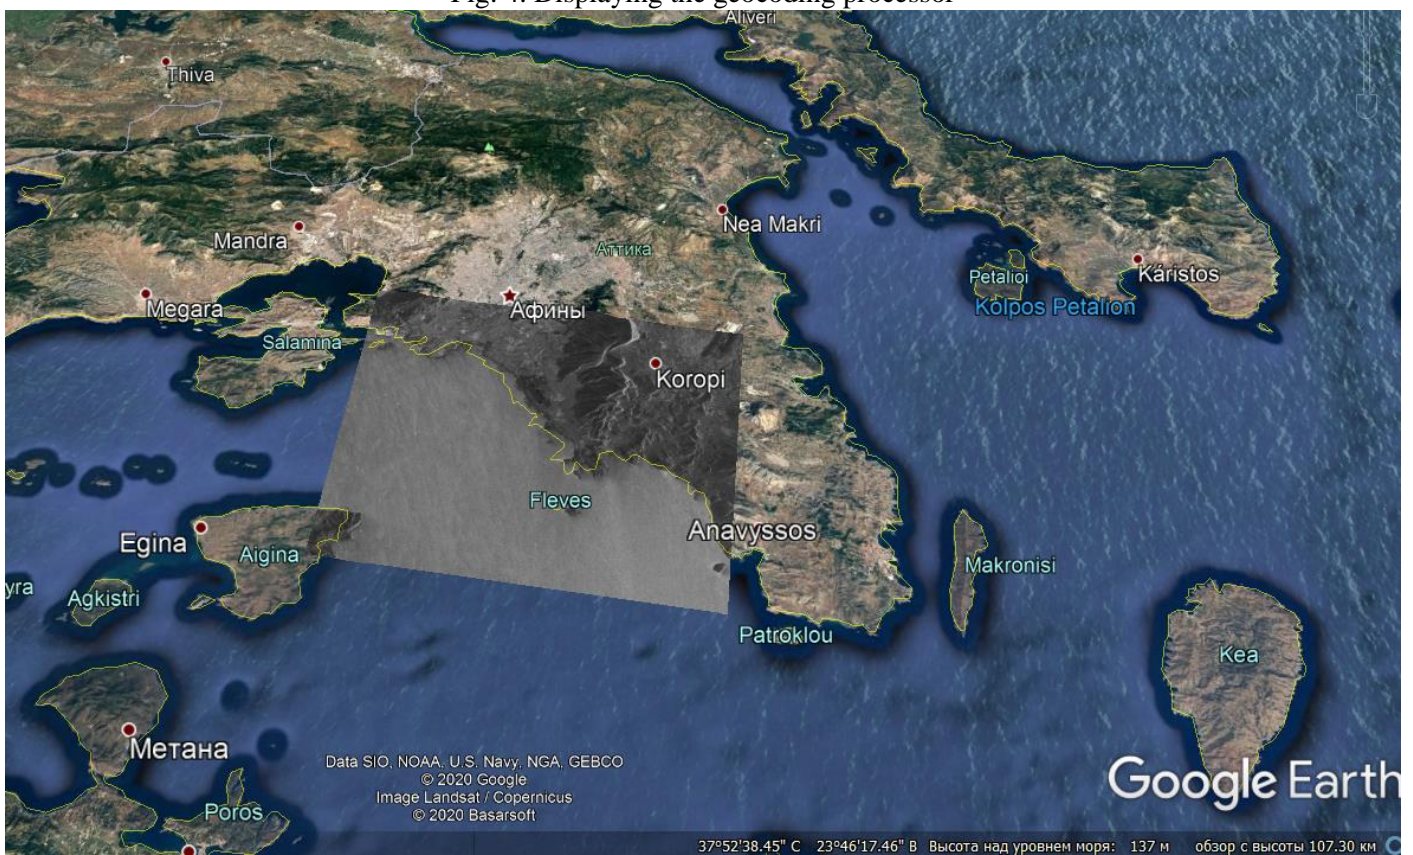 Fig. 4. Displaying the geocoding processor
Aliveri
Thiva
Nea Makri
Mandra
Аттика
Petalioi
Káristos
Megara
Афины
Kolpos Petalion
Salamina
Koropi
Fleves
Anavyssos
Egina
Aigina
Makronisi
yra
Agkistri
Patroklou
Kea
Метана
Data SIO, NOAA, U.S. Navy, NGA, GEBCO
© 2020 Google
Image Landsat / Copernicus
© 2020 Basarsoft
Google Earth
Poros
37°52'38.45" С 23°46'17.46" В Высота над уровнем моря: 137 м обзор с высоты 107.30 км